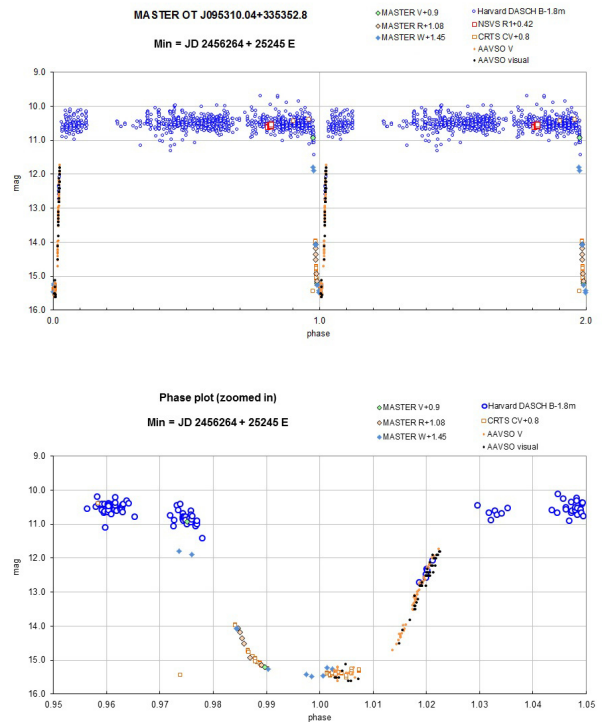 MASTER OT J095310.04+335352.8
Min = JD 2456264 + 25245 E
MASTER V+0.9
MASTER R+1.08
MASTER W+1.45
Harvard DASCH B-1.8m
NSVS R1+0.42
CRTS CV+0.8
AAVSO V
AAVSO visual
9.0
10.0
11.0
12.0
13.0
14.0
15.0
16.0
mag
0.0
1.0
2.0
phase
Phase plot (zoomed in)
Min = JD 2456264 + 25245 E
MASTER V+0.9
MASTER R+1.08
MASTER W+1.45
Harvard DASCH B-1.8m
CRTS CV+0.8
AAVSO V
AAVSO visual
9.0
10.0
11.0
12.0
13.0
14.0
15.0
16.0
mag
0.95
0.96
0.97
0.98
0.99
1.00
1.01
1.02
1.03
1.04
1.05
phase